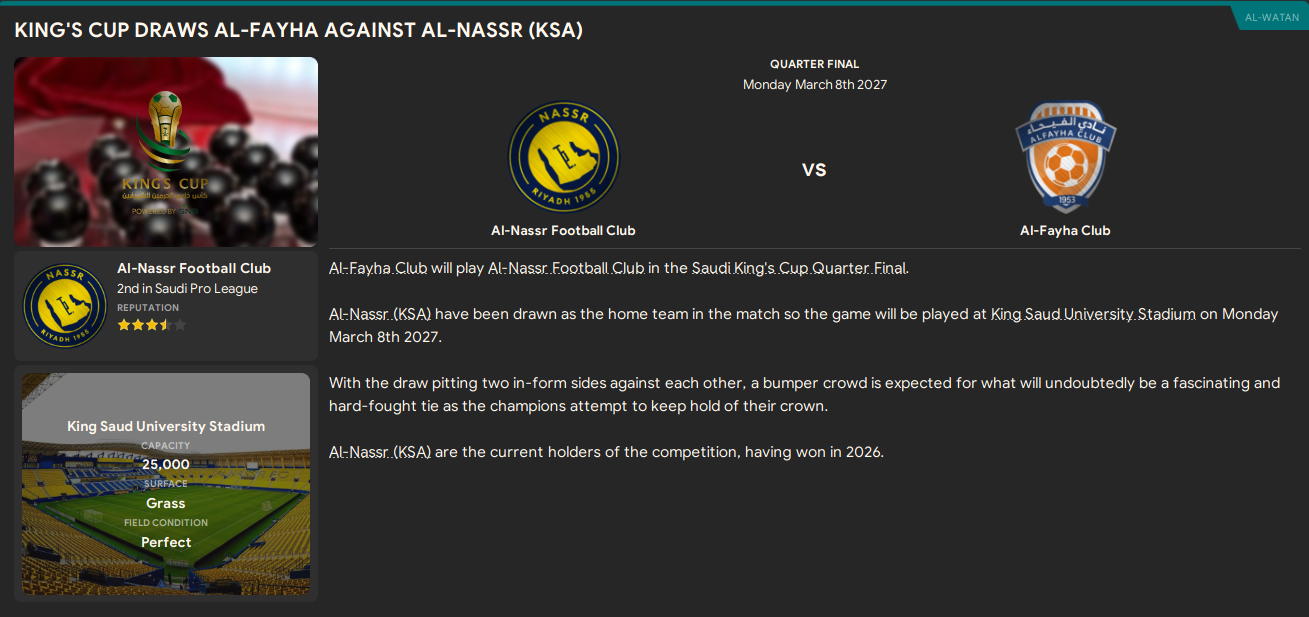 KING'S CUP DRAWS AL-FAYHA AGAINST AL-NASSR (KSA)
AL-WATAN
KING'S CUP
POWERED BY
QUARTER FINAL
Monday March 8th 2027
NASSR
RIYADH 1955
VS
نادي الفيحاء
ALFAYHA CLUB
1953
Al-Nassr Football Club
Al-Fayha Club
NASSR
RIYADH 1955
Al-Nassr Football Club
2nd in Saudi Pro League
REPUTATION
King Saud University Stadium
CAPACITY
25,000
SURFACE
Grass
FIELD CONDITION
Perfect
Al-Fayha Club will play Al-Nassr Football Club in the Saudi King's Cup Quarter Final.
Al-Nassr (KSA) have been drawn as the home team in the match so the game will be played at King Saud University Stadium on Monday
March 8th 2027.
With the draw pitting two in-form sides against each other, a bumper crowd is expected for what will undoubtedly be a fascinating and
hard-fought tie as the champions attempt to keep hold of their crown.
Al-Nassr (KSA) are the current holders of the competition, having won in 2026.